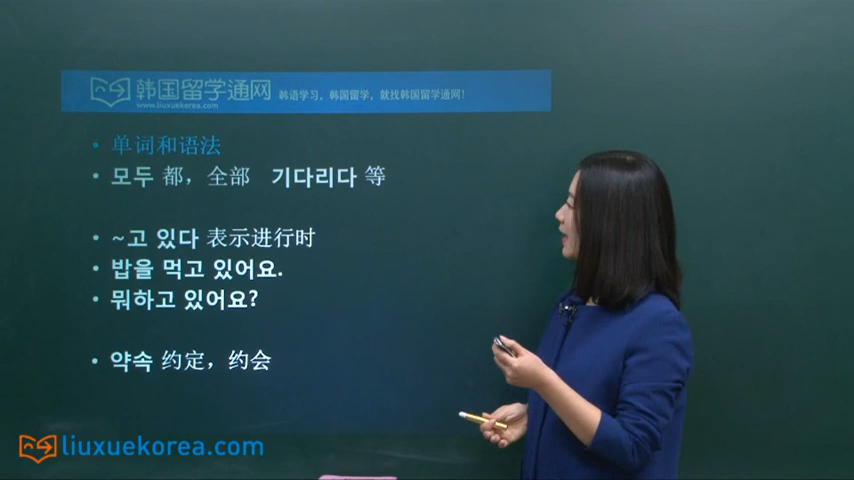 韩国留学通网 韩语学习，韩国留学，就找韩国留学通网！
www.liuxuekorea.com
• 单词和语法
• 모두 都，全部 기다리다 等
• ~고 있다 表示进行时
• 밥을 먹고 있어요.
• 뭐하고 있어요?
• 약속 约定，约会
liuxuekorea.com